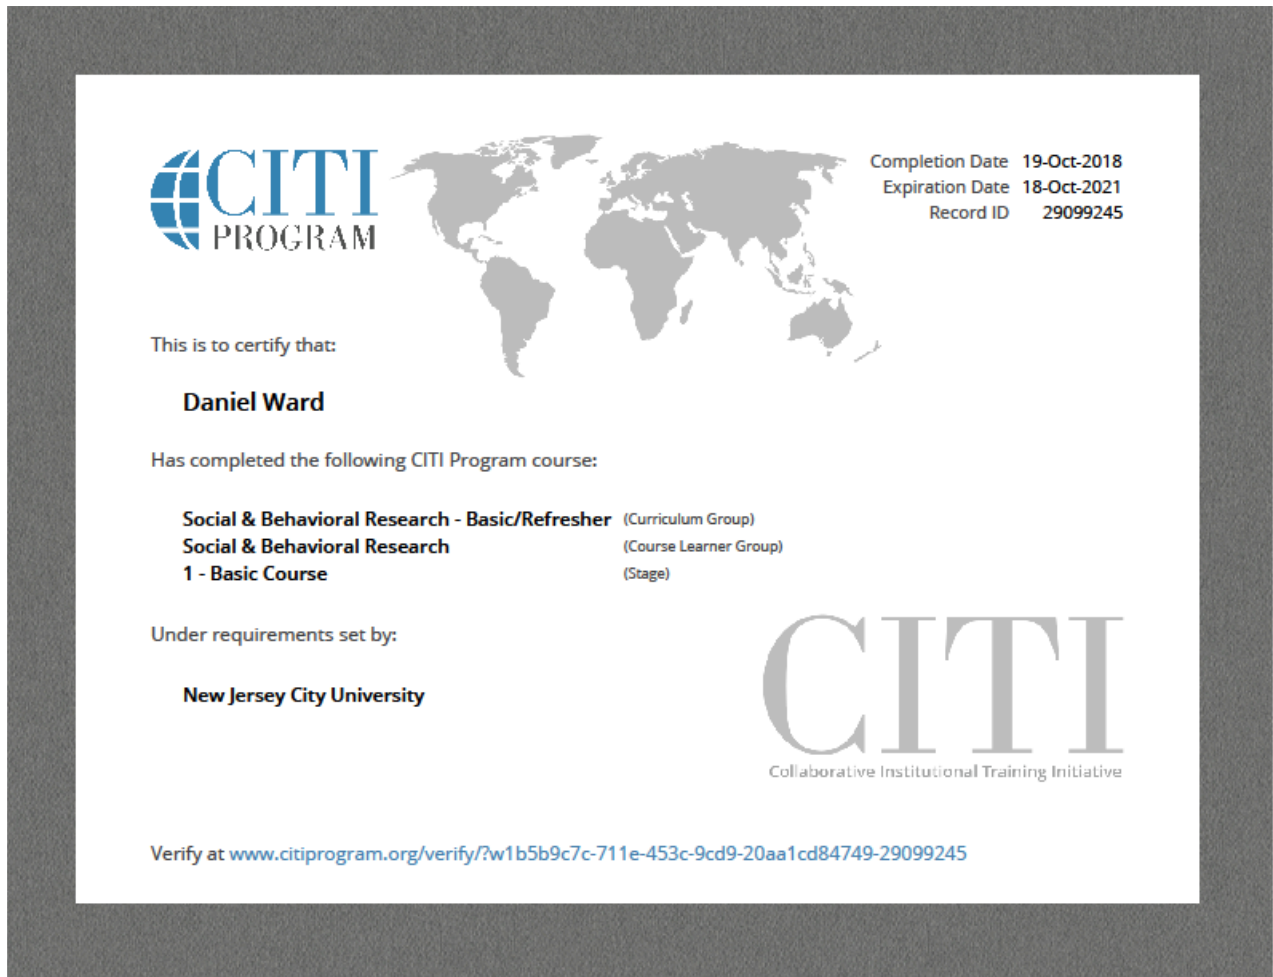 CITI
PROGRAM
Completion Date 19-Oct-2018
Expiration Date 18-Oct-2021
Record ID 29099245
This is to certify that:
Daniel Ward
Has completed the following CITI Program course:
Social & Behavioral Research - Basic/Refresher (Curriculum Group)
Social & Behavioral Research (Course Learner Group)
1 - Basic Course (Stage)
Under requirements set by:
New Jersey City University
CITI
Collaborative Institutional Training Initiative
Verify at www.citiprogram.org/verify/?w1b5b9c7c-711e-453c-9cd9-20aa1cd84749-29099245